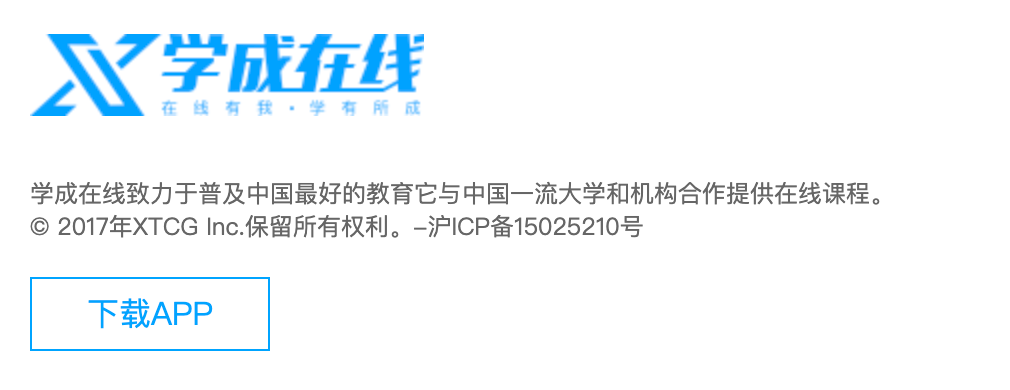 学成在线
在线有我·学有所成
学成在线致力于普及中国最好的教育它与中国一流大学和机构合作提供在线课程。
© 2017年XTCG Inc.保留所有权利。-沪ICP备15025210号
下载APP